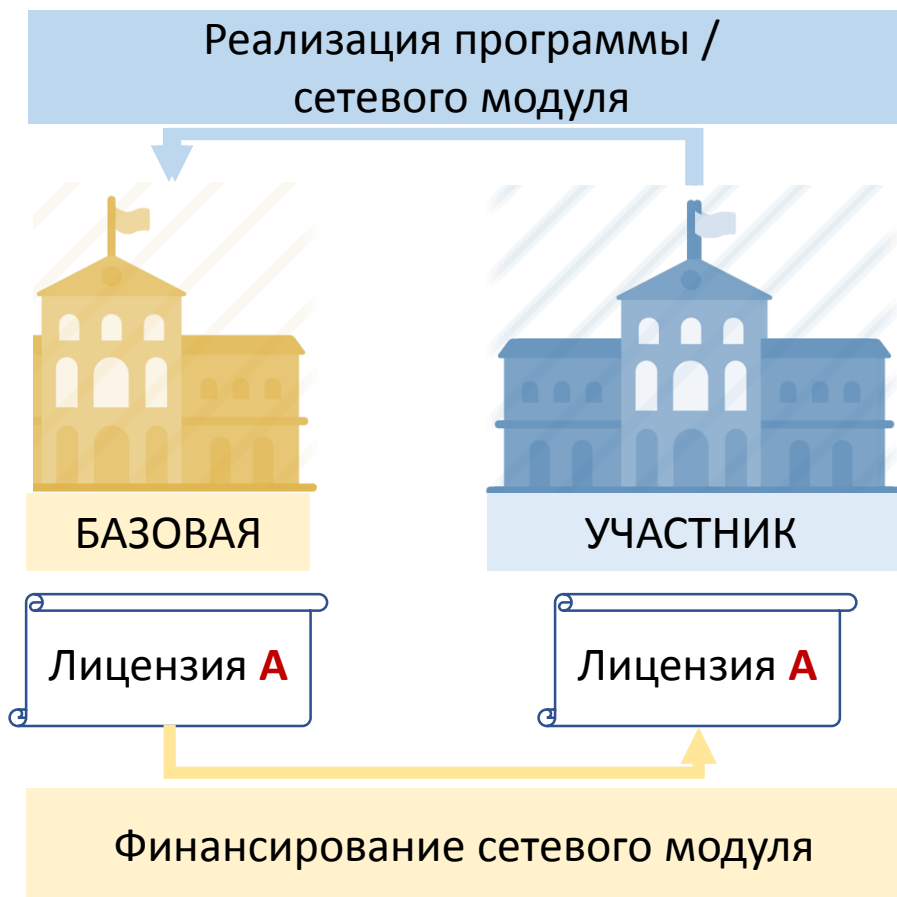 Реализация программы /
сетевого модуля
БАЗОВАЯ
УЧАСТНИК
Лицензия А
Лицензия А
Финансирование сетевого модуля